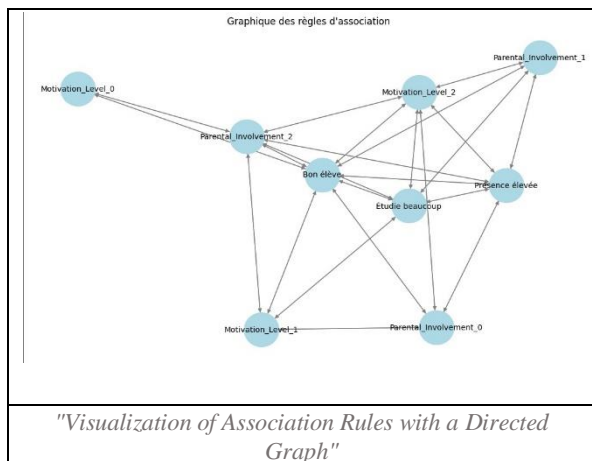 Graphique des règles d'association
Parental_Involvement_1
Motivation_Level_0
Motivation_Level_2
Parental_Involvement_2
Bon élève
Présence élevée
Etudie beaucoup
Motivation_Level_1
Parental_Involvement_0
"Visualization of Association Rules with a Directed
Graph"